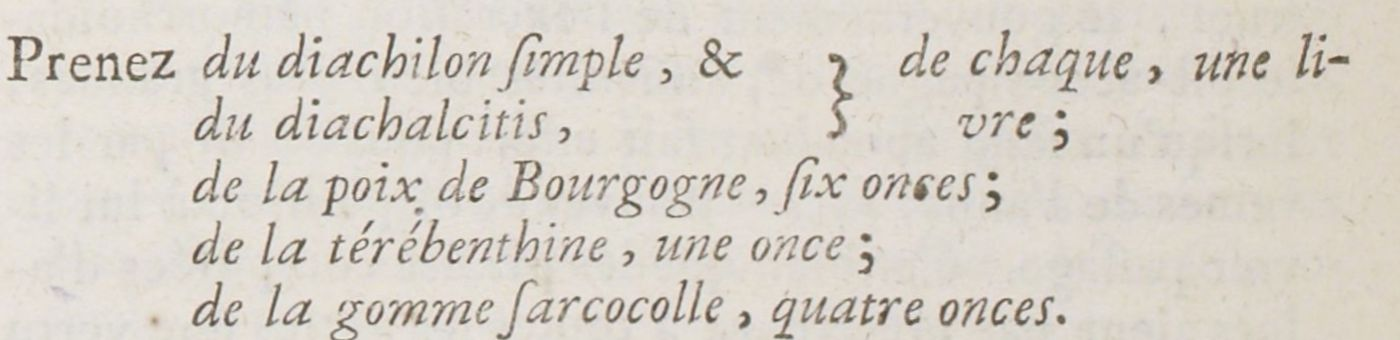 Prenez du diachilon ſimple, & } de chaque, une li-
du diachalcitis, } vre;
de la poix de Bourgogne, ſix onces;
de la térébenthine, une once;
de la gomme ſarcocolle, quatre onces.